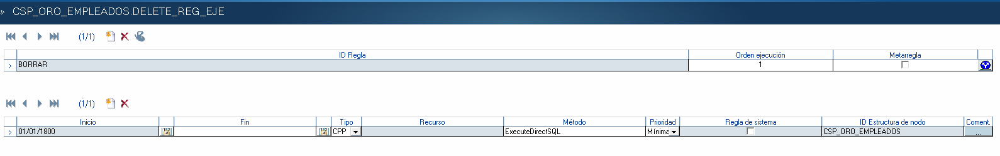 CSP_ORO_EMPLEADOS.DELETE_REG_EJE
(1/1)
ID Regla Orden ejecución Metarregla
BORRAR 1
(1/1)
Inicio Fin Tipo Recurso Método Prioridad Regla de sistema ID Estructura de nodo Coment.
01/01/1800 CPP ExecuteDirectSQL Mínima CSP_ORO_EMPLEADOS ...